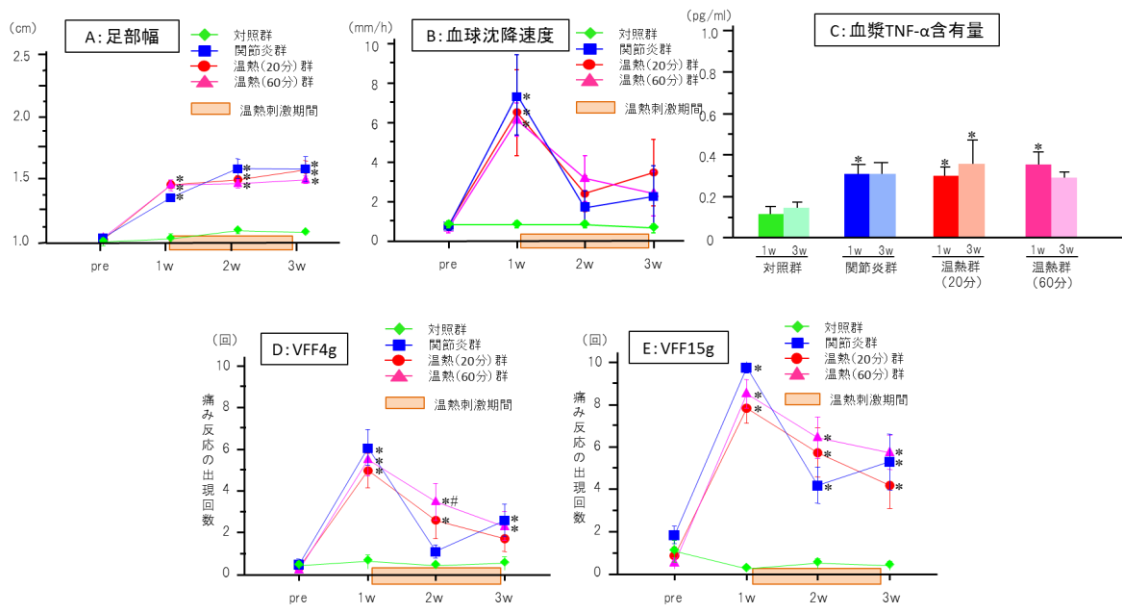 (cm)
A:足部幅
対照群
関節炎群
温熱(20分)群
温熱(60分)群
温熱刺激期間
2.5
2.0
1.5
1.0
pre
1w
2w
3w
*
*
*
*
*
*
*
*
*
(mm/h)
B:血球沈降速度
対照群
関節炎群
温熱(20分)群
温熱(60分)群
温熱刺激期間
10
8
6
4
2
0
pre
1w
2w
3w
*
*
*
(pg/ml)
C:血漿TNF-α含有量
1.0
0.8
0.6
0.4
0.2
0
*
*
*
*
1w 3w
1w 3w
1w 3w
1w 3w
対照群
関節炎群
温熱群
(20分)
温熱群
(60分)
(回)
D:VFF4g
対照群
関節炎群
温熱(20分)群
温熱(60分)群
温熱刺激期間
痛み反応の出現回数
10
8
6
4
2
0
pre
1w
2w
3w
*
*
*
*#
*
*
*
(回)
E:VFF15g
対照群
関節炎群
温熱(20分)群
温熱(60分)群
温熱刺激期間
痛み反応の出現回数
10
8
6
4
2
0
pre
1w
2w
3w
*
*
*
*
*
*
*
*
*